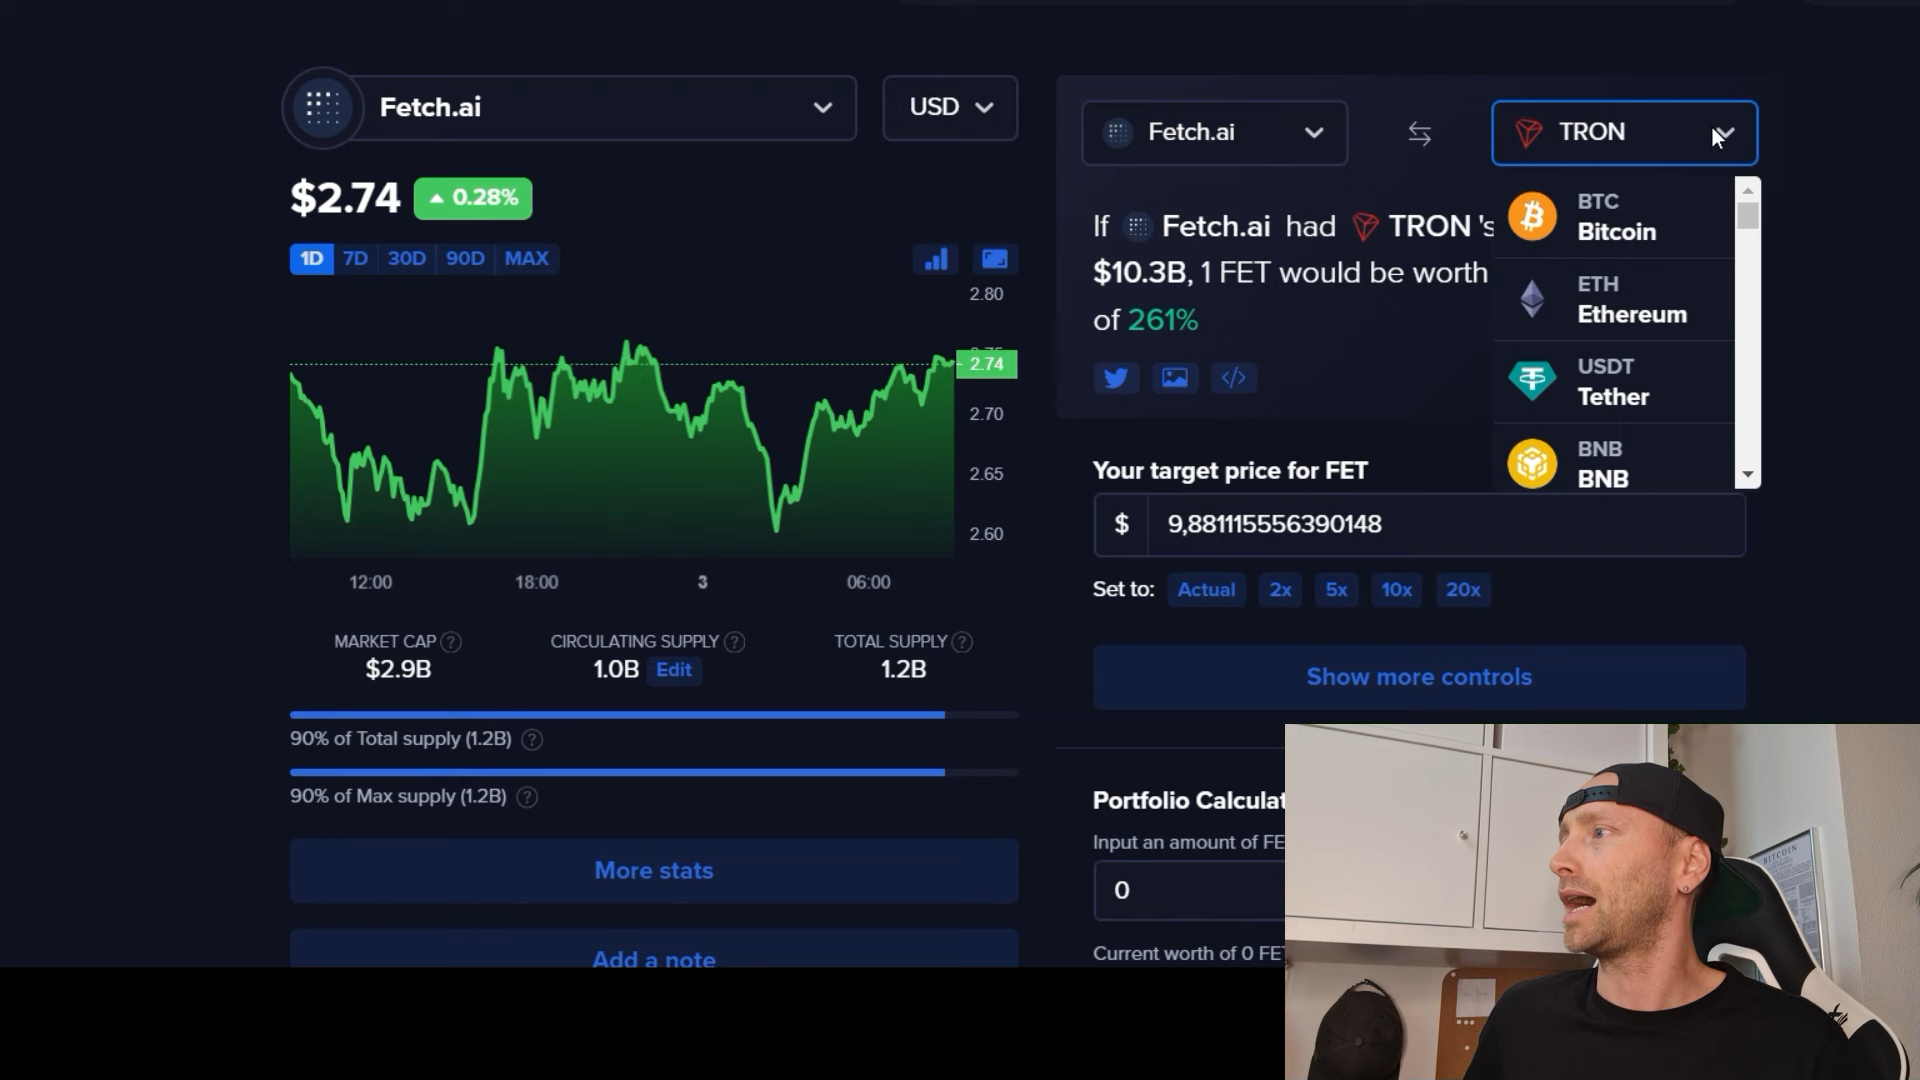 Fetch.ai
USD
$2.74
0.28%
1D 7D 30D 90D MAX
2.80
2.74
2.70
2.65
2.60
12:00 18:00 3 06:00
MARKET CAP ?
$2.9B
CIRCULATING SUPPLY ?
1.0B Edit
TOTAL SUPPLY ?
1.2B
90% of Total supply (1.2B) ?
90% of Max supply (1.2B) ?
More stats
Add a note
Fetch.ai
TRON
BTC
Bitcoin
ETH
Ethereum
USDT
Tether
BNB
BNB
If Fetch.ai had TRON 's
$10.3B, 1 FET would be worth
of 261%
Your target price for FET
$ 9,881115556390148
Set to: Actual 2x 5x 10x 20x
Show more controls
Portfolio Calculat
Input an amount of FE
0
Current worth of 0 FE
BITCOIN